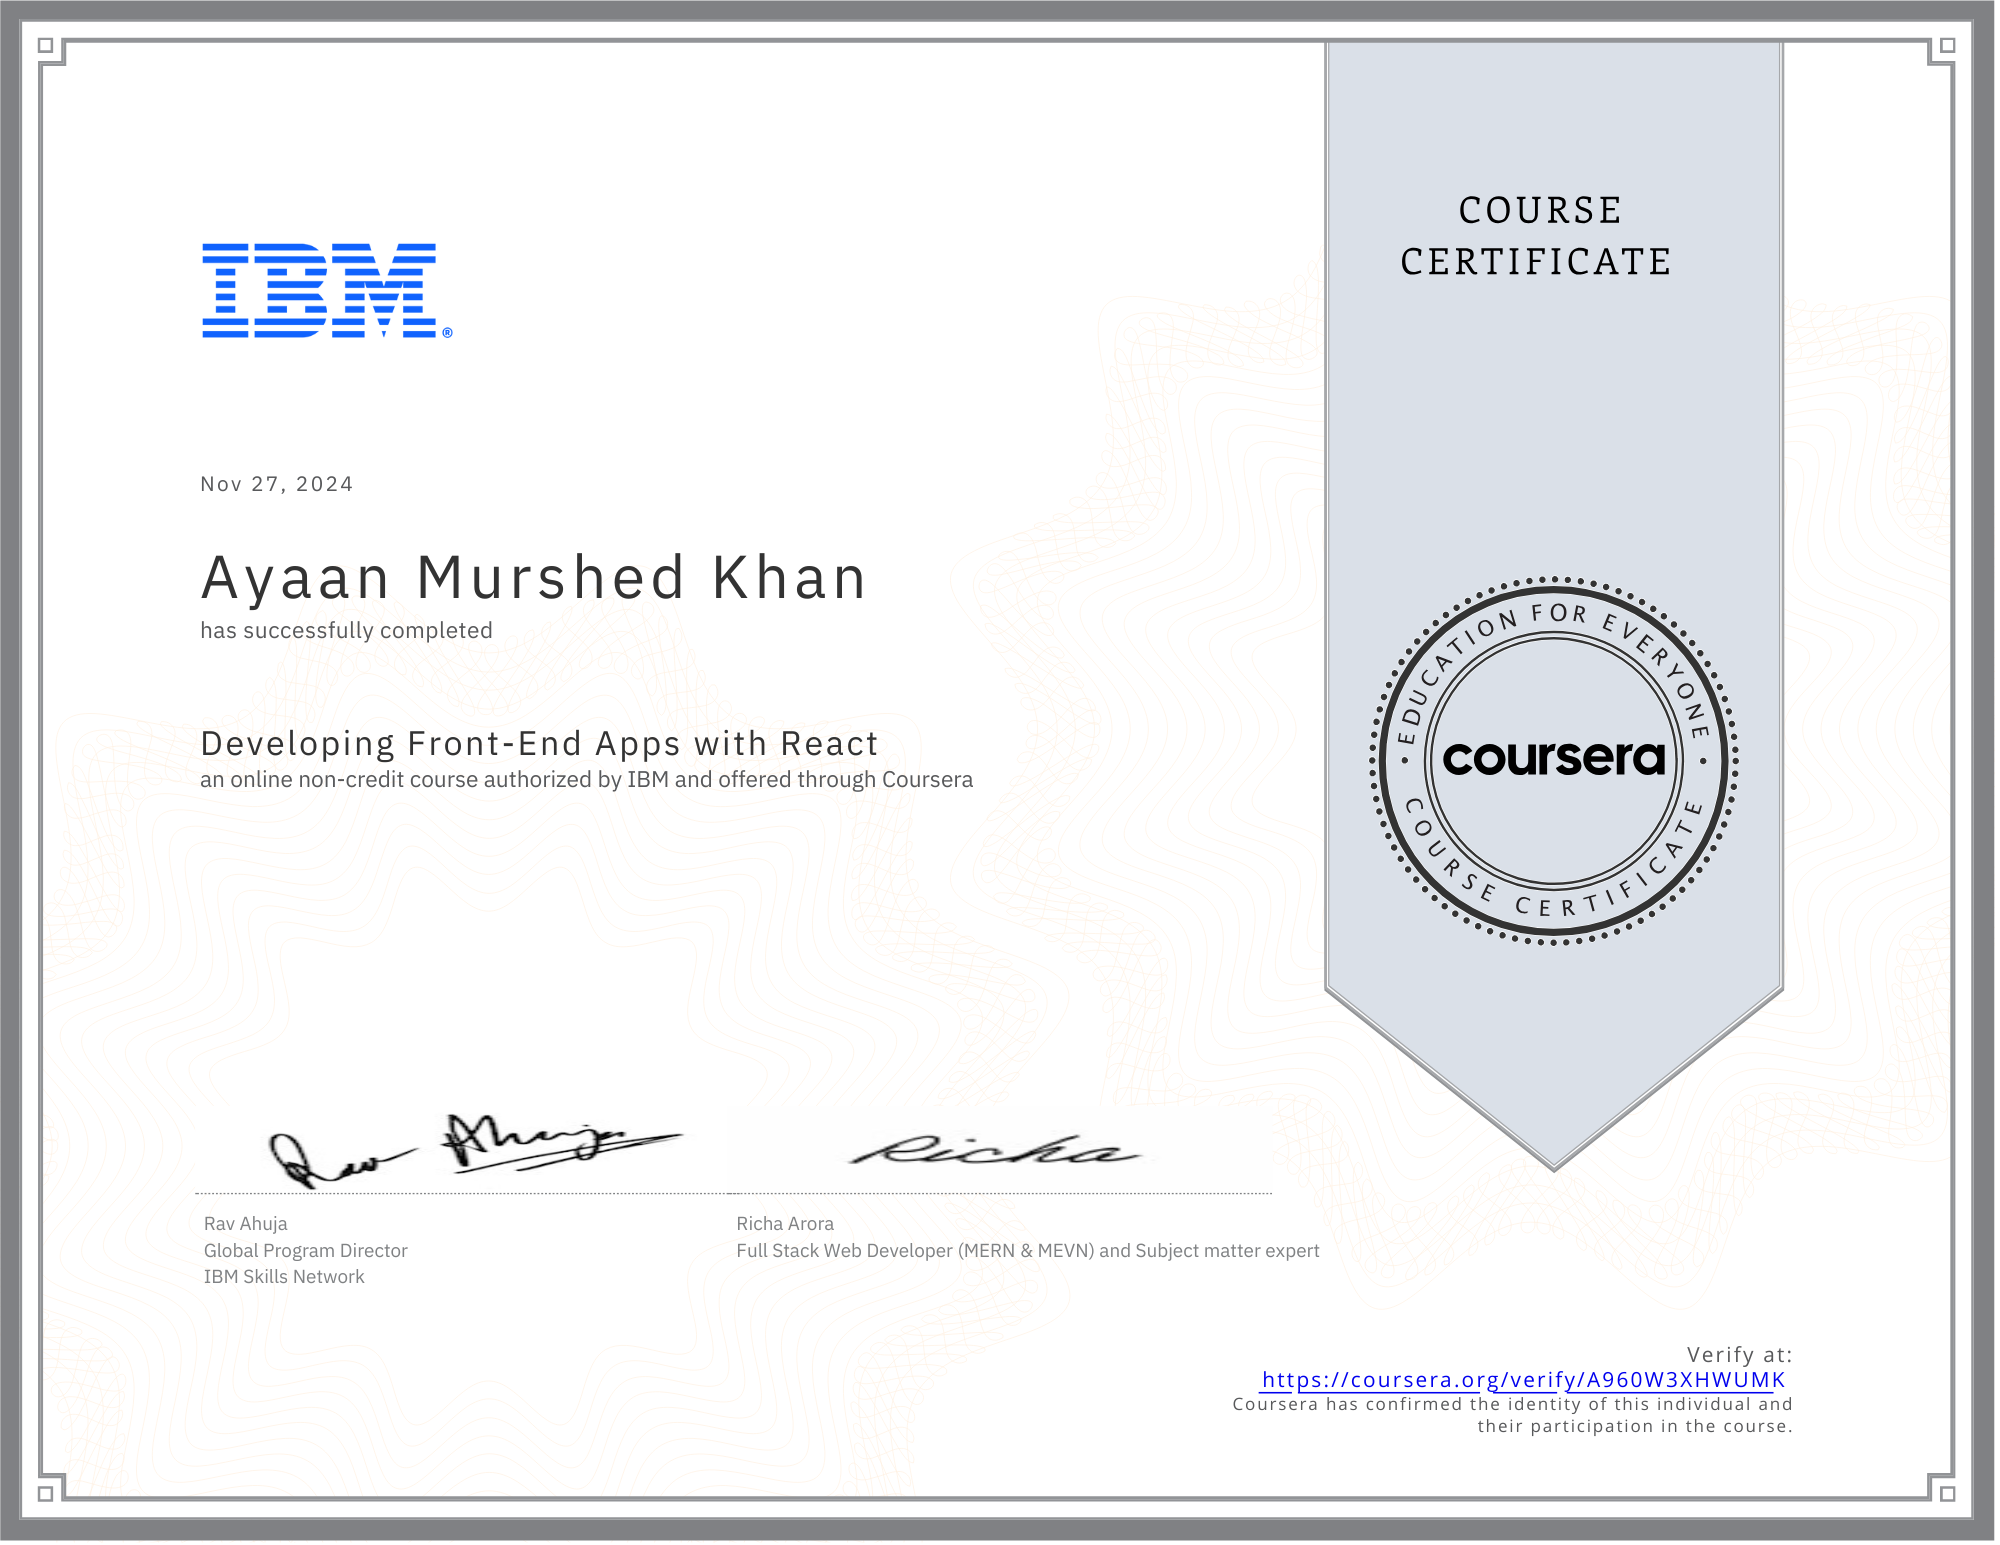 COURSE
CERTIFICATE
IBM®
Nov 27, 2024
Ayaan Murshed Khan
has successfully completed
Developing Front-End Apps with React
an online non-credit course authorized by IBM and offered through Coursera
EDUCATION FOR EVERYONE
coursera
COURSE CERTIFICATE
Rav Ahuja
Richa
Rav Ahuja
Global Program Director
IBM Skills Network
Richa Arora
Full Stack Web Developer (MERN & MEVN) and Subject matter expert
Verify at:
https://coursera.org/verify/A960W3XHWUMK
Coursera has confirmed the identity of this individual and
their participation in the course.